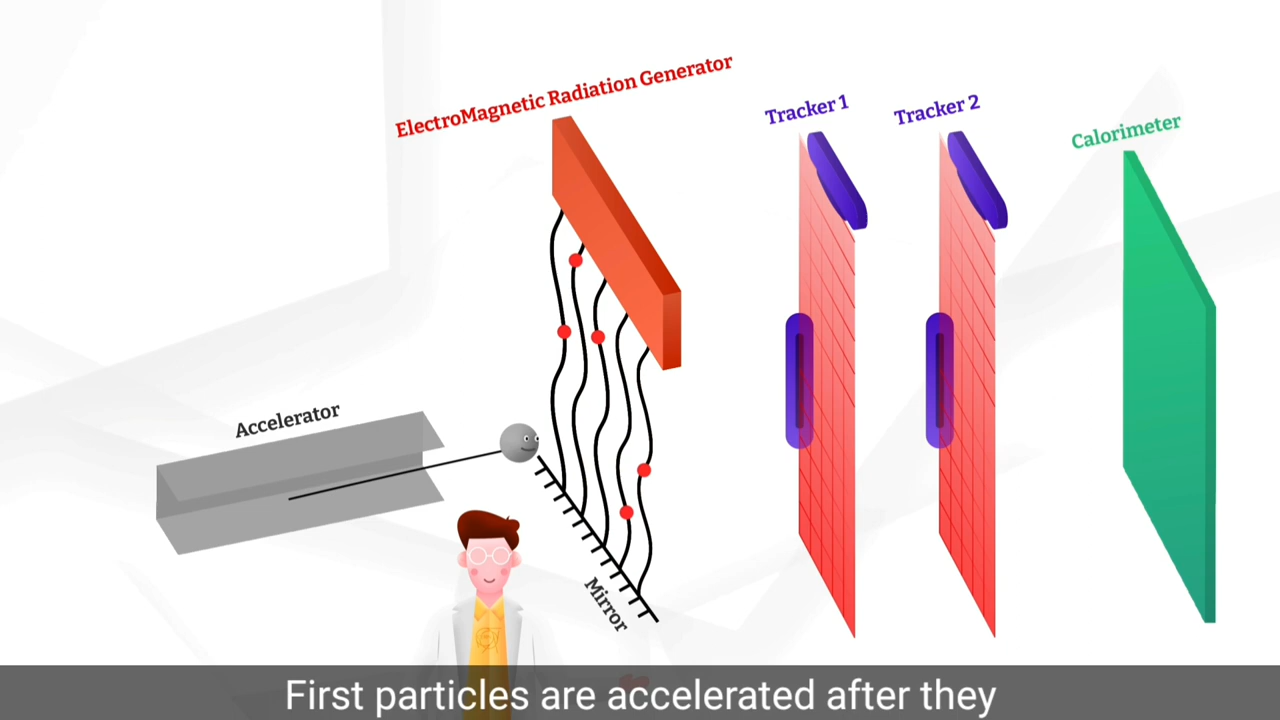 ElectroMagnetic Radiation Generator
Tracker 1
Tracker 2
Calorimeter
Accelerator
Mirror
First particles are accelerated after they